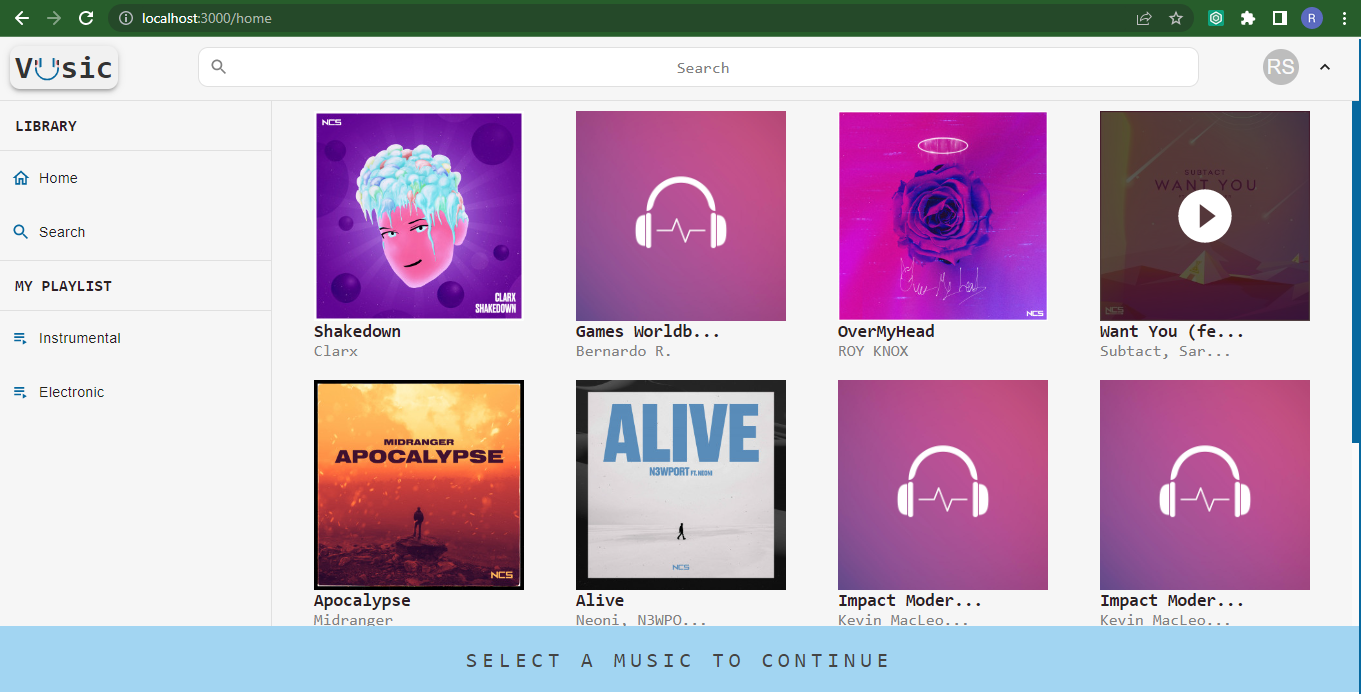 localhost:3000/home
R
Vusic
Search
RS
LIBRARY
Home
Search
MY PLAYLIST
Instrumental
Electronic
NCS
CLARX
SHAKEDOWN
Shakedown
Clarx
Games Worldb...
Bernardo R.
NCS
OverMyHead
ROY KNOX
SUBTACT
WANT YOU
NCS
Want You (fe...
Subtact, Sar...
MIDRANGER
APOCALYPSE
NCS
Apocalypse
Midranger
ALIVE
N3WPORT FT. NEONI
NCS
Alive
Neoni, N3WPO...
Impact Moder...
Kevin MacLeo...
Impact Moder...
Kevin MacLeo...
SELECT A MUSIC TO CONTINUE